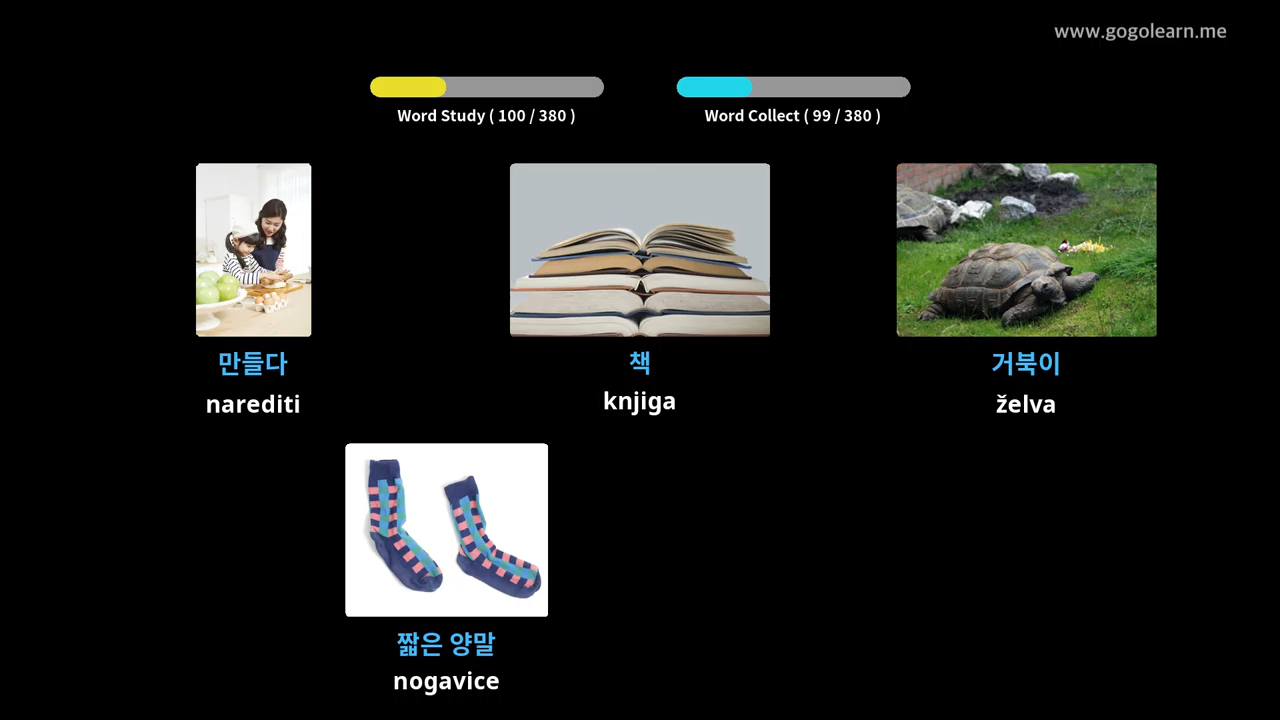 www.gogolearn.me
Word Study ( 100 / 380 )
Word Collect ( 99 / 380 )
만들다
narediti
책
knjiga
거북이
želva
짧은 양말
nogavice